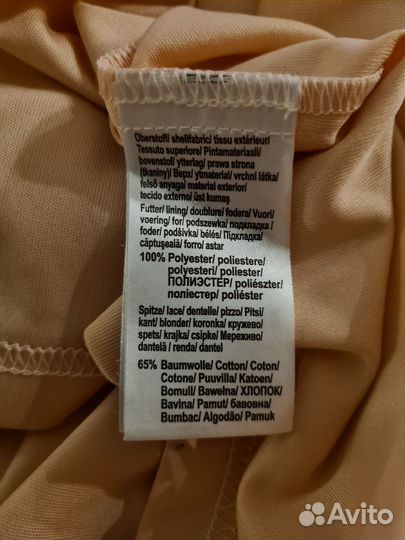 Oberstoff/ shellfabric/ tissu extérieur/
Tessuto superiore/ Pintamateriaali/
bovenstof/ ytterlag/ prawa strona
(tkaniny)/ Верх/ ytmaterial/ vrchní látka/
felső anyaga/ material exterior/
tecido externo/ üst kumaş
Futter/ lining/ doublure/ fodera/ Vuori/
voering/ for/ podszewka/ подкладка/
foder/ podšívka/ bélés/ Підкладка/
căptușeală/ forro/ astar
100% Polyester/ poliestere/
polyesteri/ poliester/
ПОЛИЭСТЕР/ poliészter/
поліестер/ poliéster
Spitze/ lace/ dentelle/ pizzo/ Pitsi/
kant/ blonder/ koronka/ кружево/
spets/ krajka/ csipke/ Мереживо/
dantelă/ renda/ dantel
65% Baumwolle/ Cotton/ Coton/
Cotone/ Puuvilla/ Katoen/
Bomull/ Bawełna/ ХЛОПОК/
Bavlna/ Pamut/ бавовна/
Bumbac/ Algodão/ Pamuk
Avito